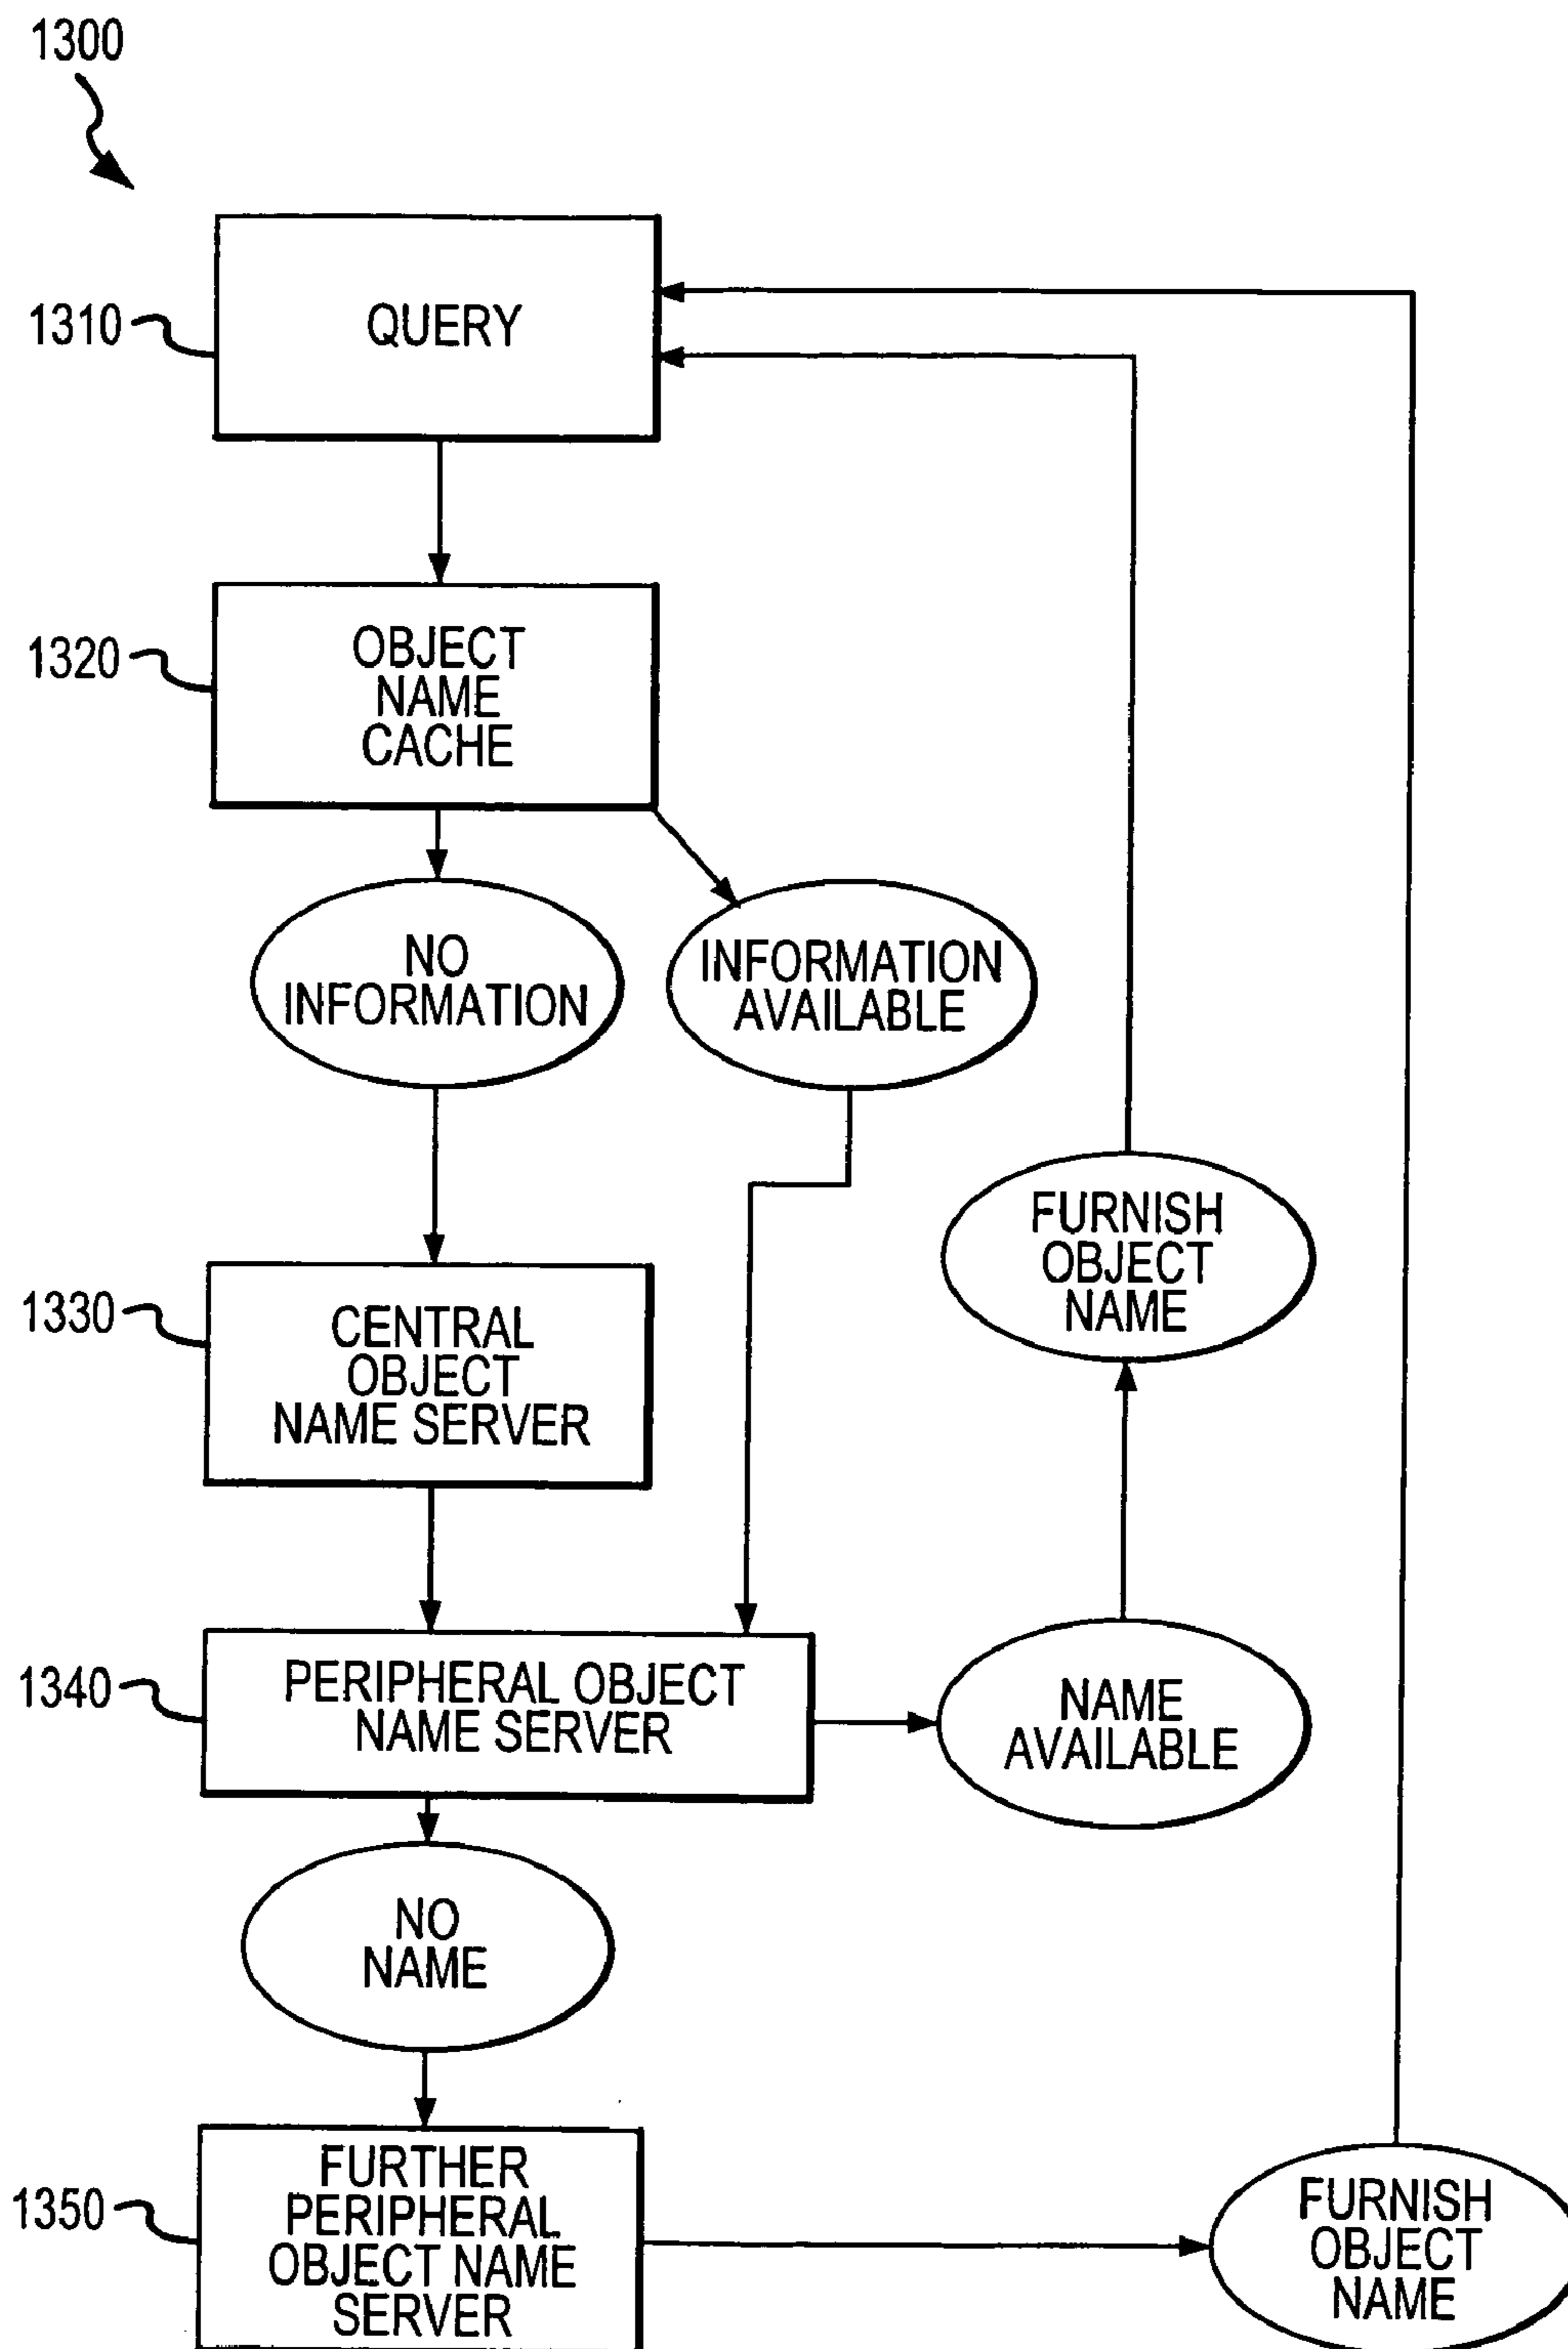 1300
1310
QUERY
1320
OBJECT
NAME
CACHE
NO
INFORMATION
INFORMATION
AVAILABLE
FURNISH
OBJECT
NAME
1330
CENTRAL
OBJECT
NAME SERVER
1340
PERIPHERAL OBJECT
NAME SERVER
NAME
AVAILABLE
NO
NAME
1350
FURTHER
PERIPHERAL
OBJECT NAME
SERVER
FURNISH
OBJECT
NAME